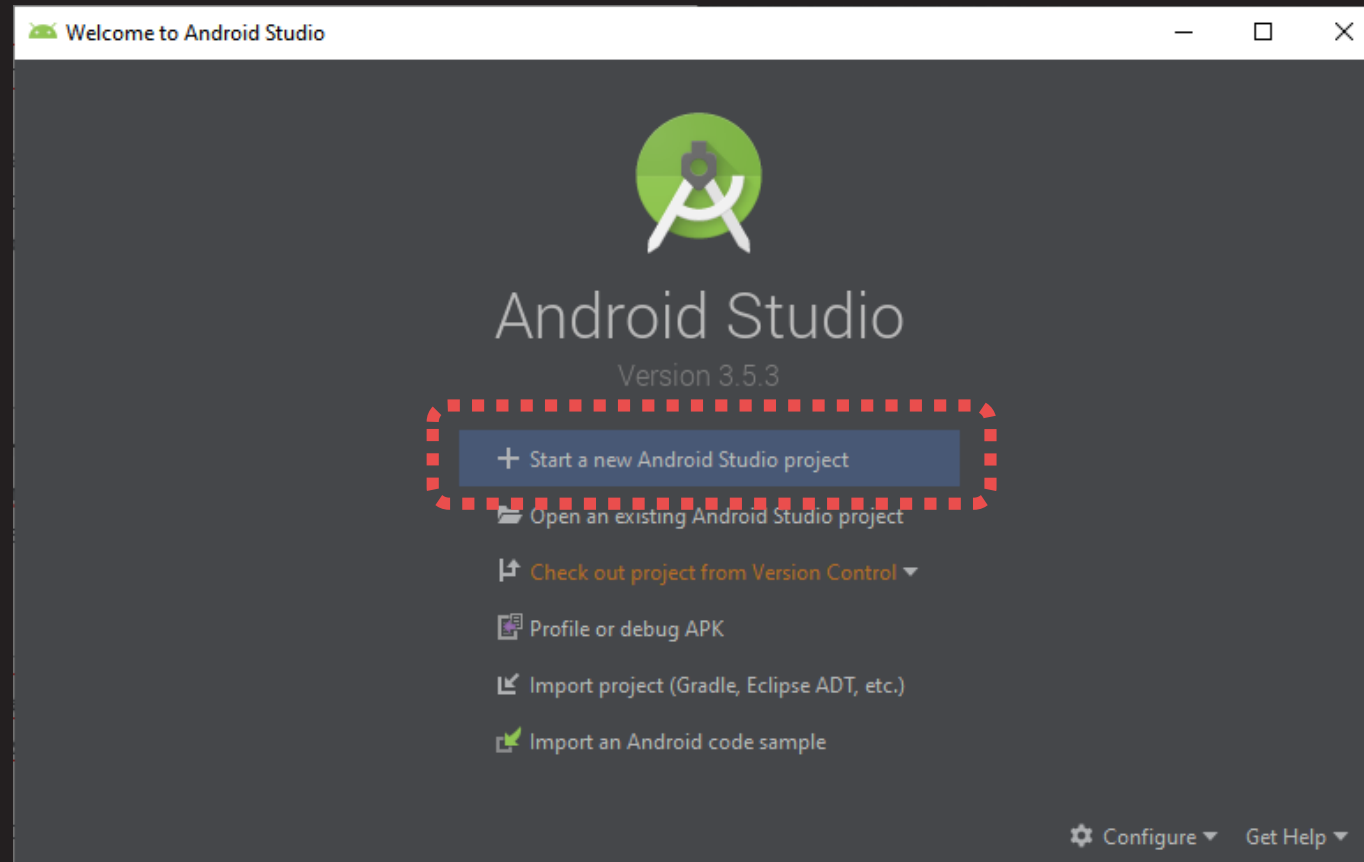 Welcome to Android Studio
Android Studio
Version 3.5.3
Start a new Android Studio project
Open an existing Android Studio project
Check out project from Version Control
Profile or debug APK
Import project (Gradle, Eclipse ADT, etc.)
Import an Android code sample
Configure Get Help